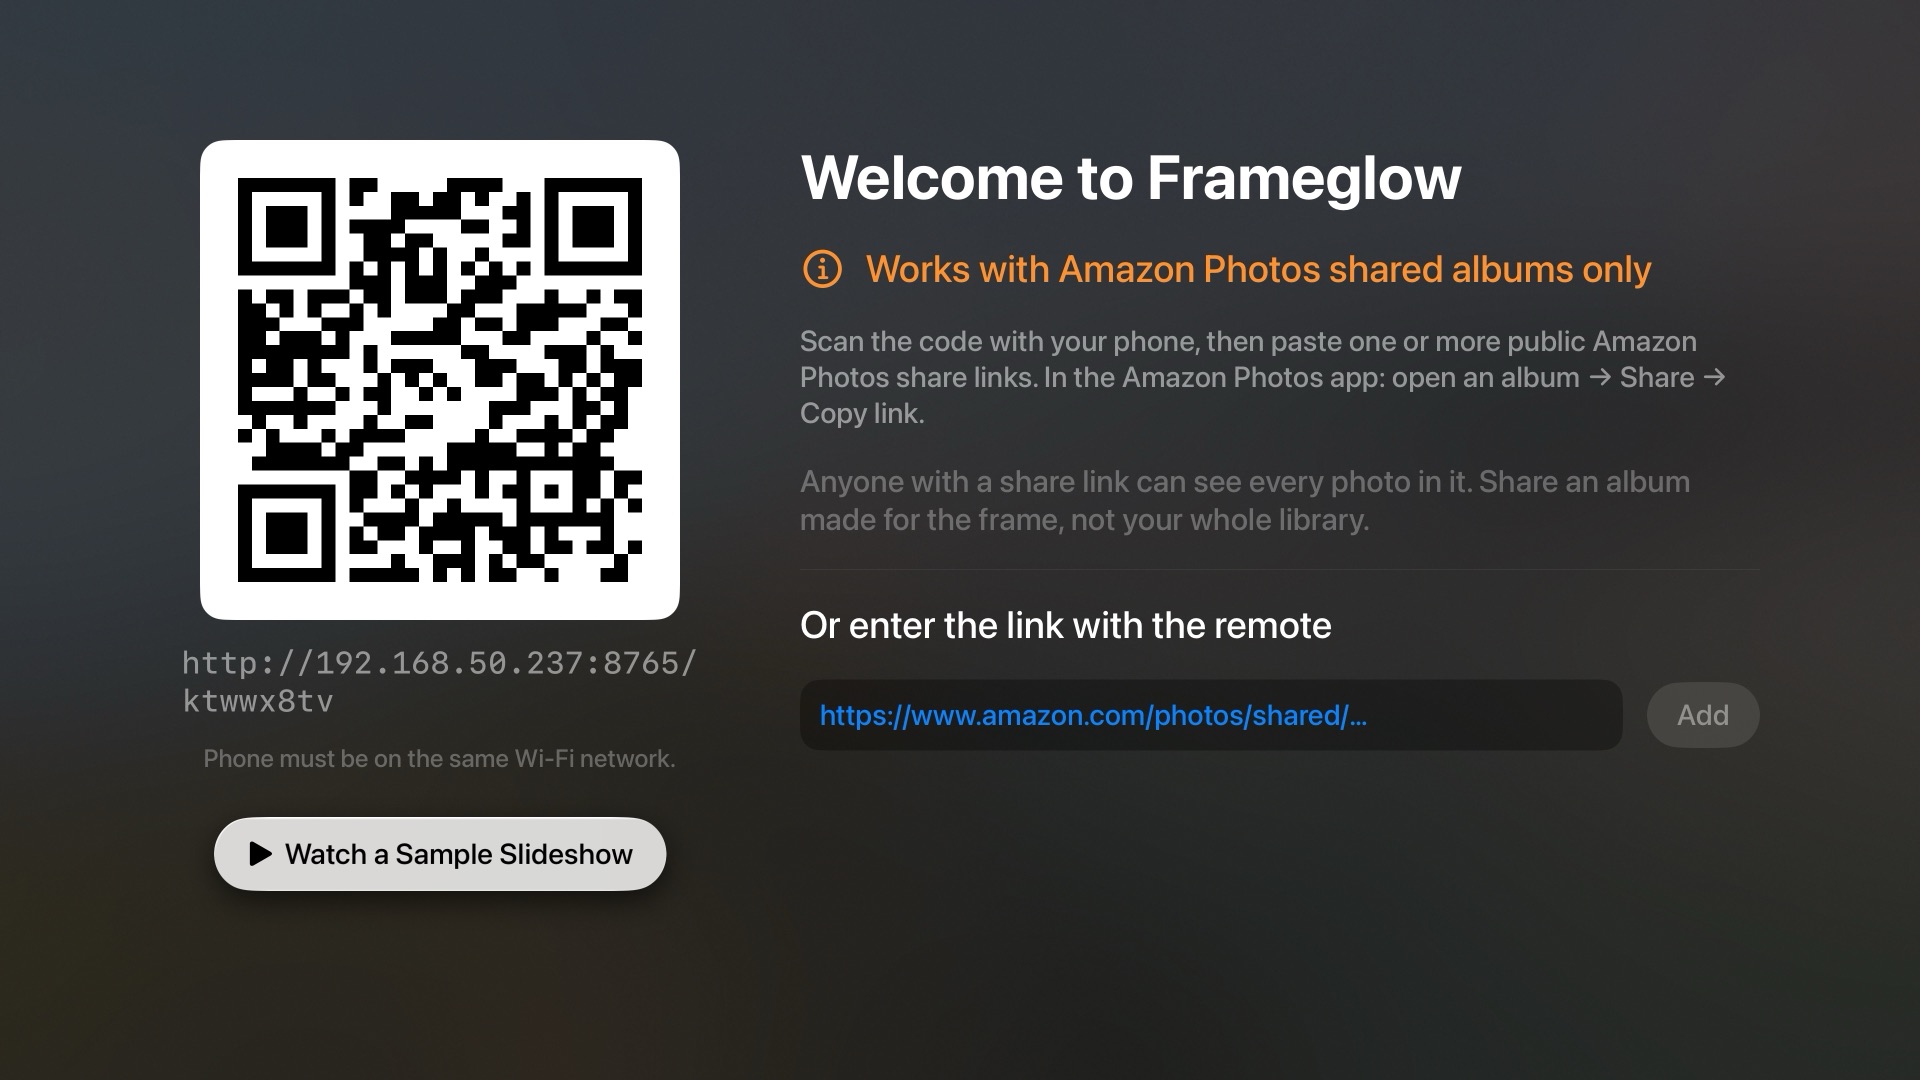 Welcome to Frameglow
Works with Amazon Photos shared albums only
Scan the code with your phone, then paste one or more public Amazon
Photos share links. In the Amazon Photos app: open an album → Share →
Copy link.
Anyone with a share link can see every photo in it. Share an album
made for the frame, not your whole library.
Or enter the link with the remote
https://www.amazon.com/photos/shared/...
Add
http://192.168.50.237:8765/
ktwwx8tv
Phone must be on the same Wi-Fi network.
Watch a Sample Slideshow